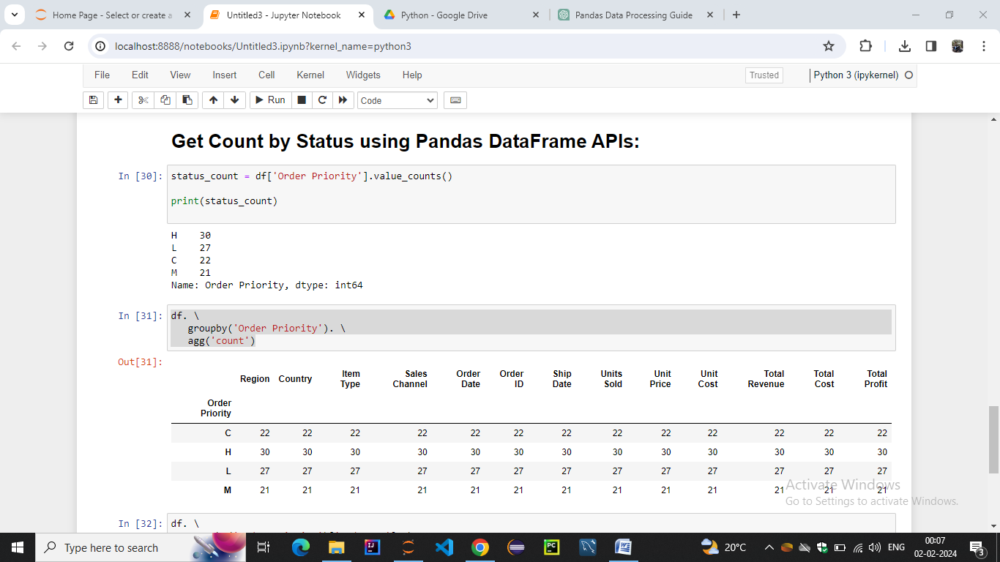 Home Page - Select or create a
Untitled3 - Jupyter Notebook
Python - Google Drive
Pandas Data Processing Guide
localhost:8888/notebooks/Untitled3.ipynb?kernel_name=python3
File Edit View Insert Cell Kernel Widgets Help Trusted Python 3 (ipykernel)
Run Code
Get Count by Status using Pandas DataFrame APIs:
In [30]: status_count = df['Order Priority'].value_counts()
print(status_count)
H    30
L    27
C    22
M    21
Name: Order Priority, dtype: int64
In [31]: df. \
groupby('Order Priority'). \
agg('count')
Out[31]:
Region Country Item Type Sales Channel Order Date Order ID Ship Date Units Sold Unit Price Unit Cost Total Revenue Total Cost Total Profit
Order Priority
C 22 22 22 22 22 22 22 22 22 22 22 22 22
H 30 30 30 30 30 30 30 30 30 30 30 30 30
L 27 27 27 27 27 27 27 27 27 27 27 27 27
M 21 21 21 21 21 21 21 21 21 21 21 21 21
Activate Windows
Go to Settings to activate Windows.
In [32]: df. \
Type here to search
20°C
ENG
00:07
02-02-2024
3